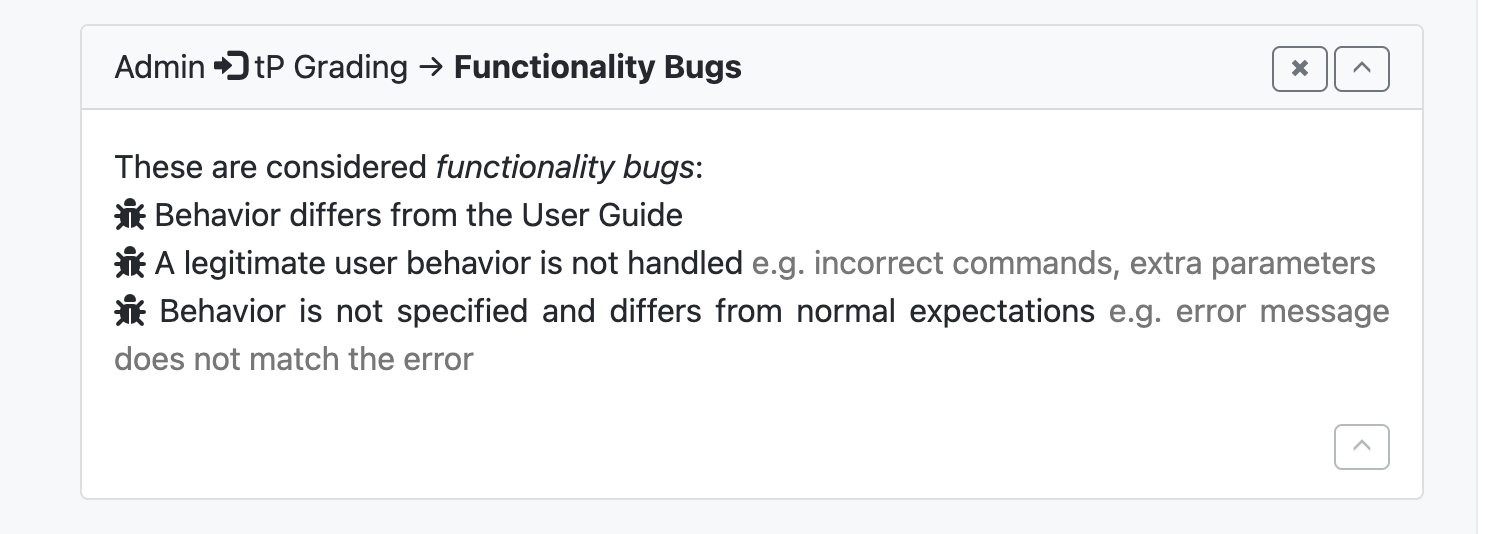 Admin tP Grading → Functionality Bugs
These are considered functionality bugs:
Behavior differs from the User Guide
A legitimate user behavior is not handled e.g. incorrect commands, extra parameters
Behavior is not specified and differs from normal expectations e.g. error message
does not match the error